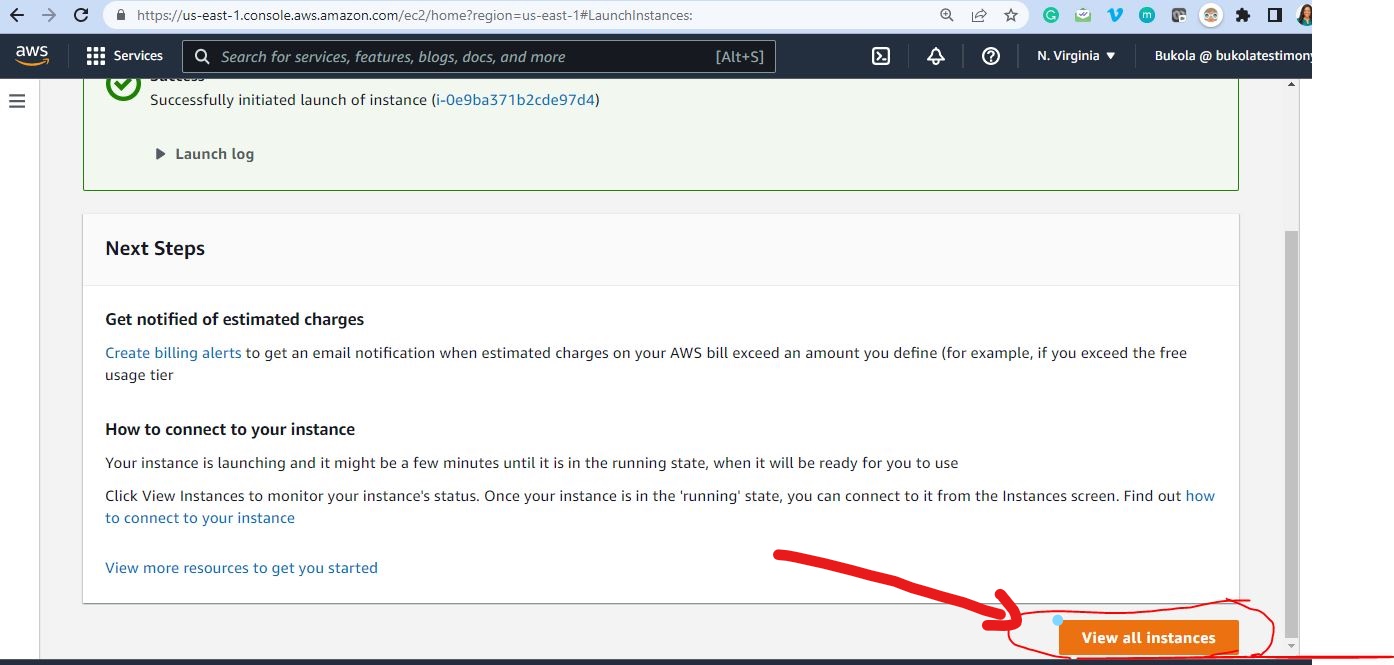 https://us-east-1.console.aws.amazon.com/ec2/home?region=us-east-1#LaunchInstances:
aws Services Search for services, features, blogs, docs, and more [Alt+S] N. Virginia Bukola @ bukolatestimony
Success
Successfully initiated launch of instance (i-0e9ba371b2cde97d4)
Launch log
Next Steps
Get notified of estimated charges
Create billing alerts to get an email notification when estimated charges on your AWS bill exceed an amount you define (for example, if you exceed the free
usage tier
How to connect to your instance
Your instance is launching and it might be a few minutes until it is in the running state, when it will be ready for you to use
Click View Instances to monitor your instance's status. Once your instance is in the 'running' state, you can connect to it from the Instances screen. Find out how
to connect to your instance
View more resources to get you started
View all instances